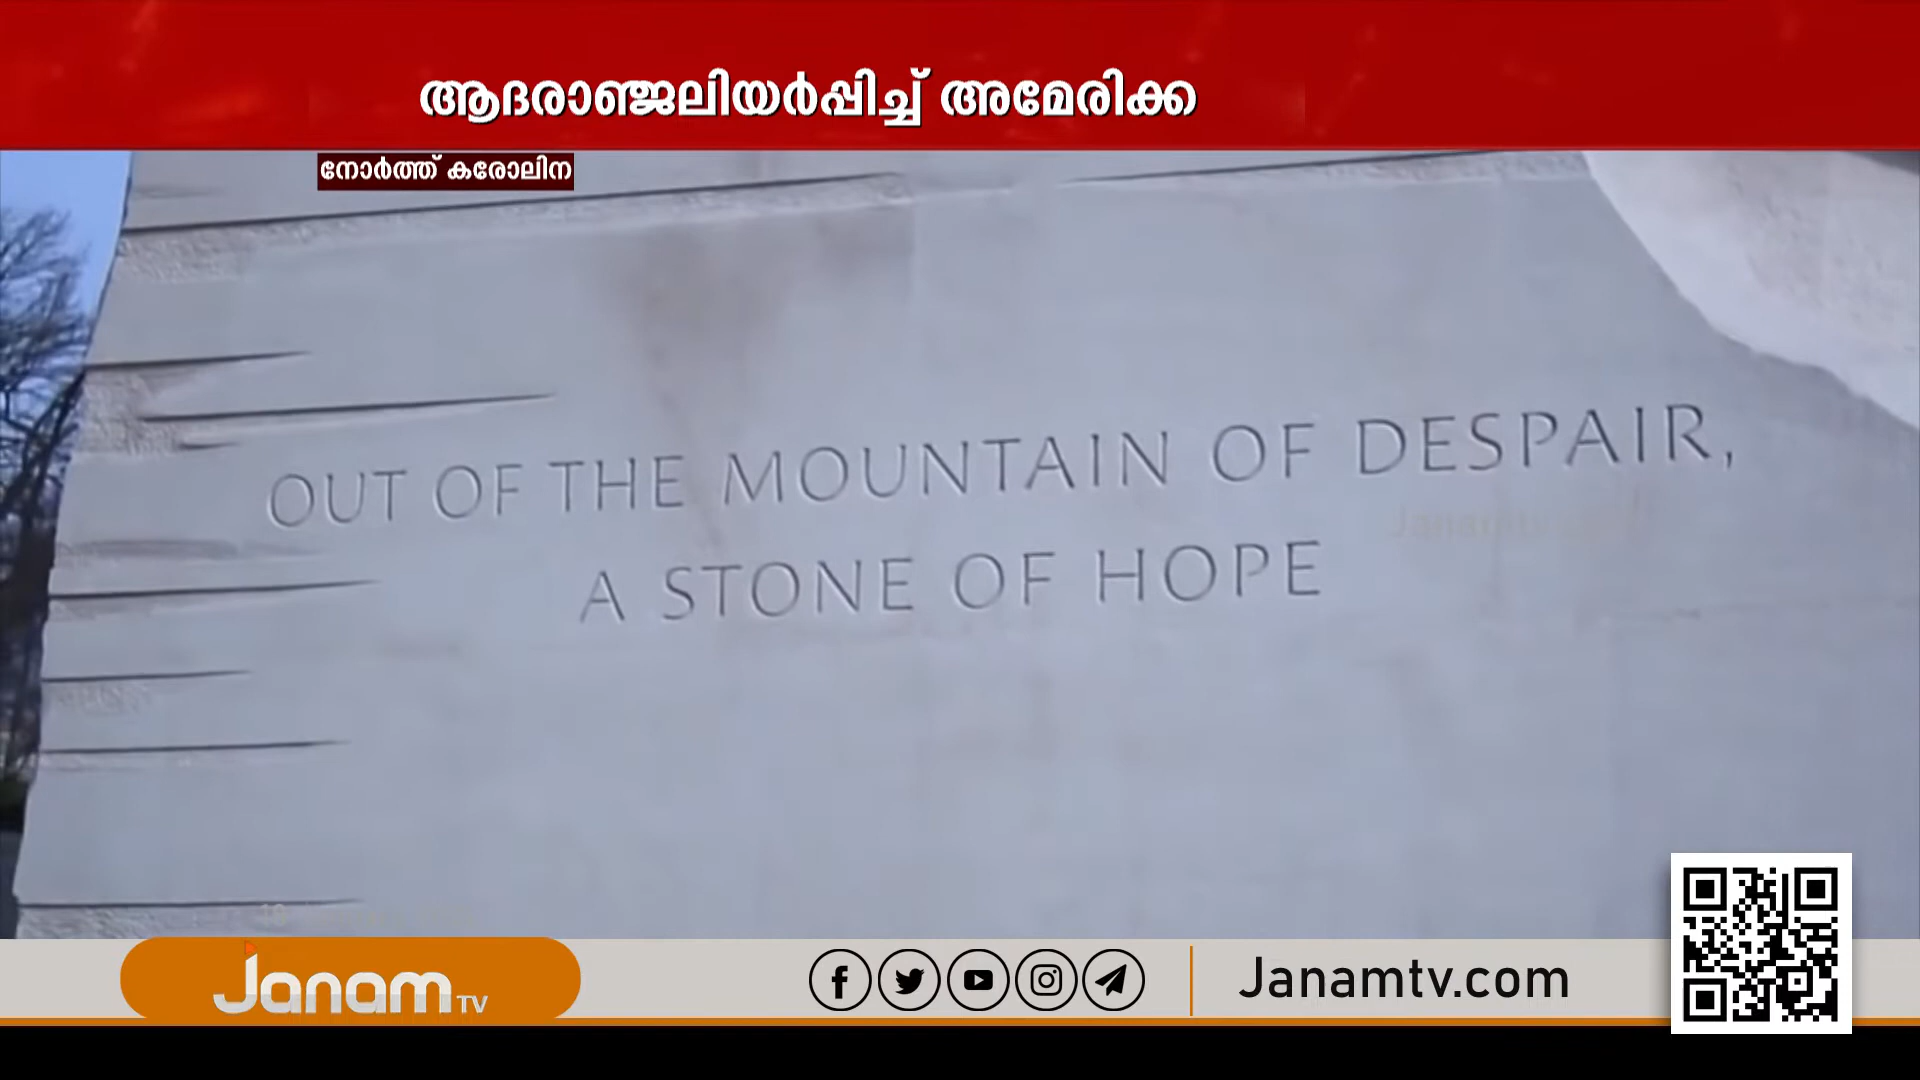 ആദരാഞ്ജലിയർപ്പിച്ച് അമേരിക്ക
നോർത്ത് കരോലിന
OUT OF THE MOUNTAIN OF DESPAIR,
A STONE OF HOPE
Janam TV
Janamtv.com